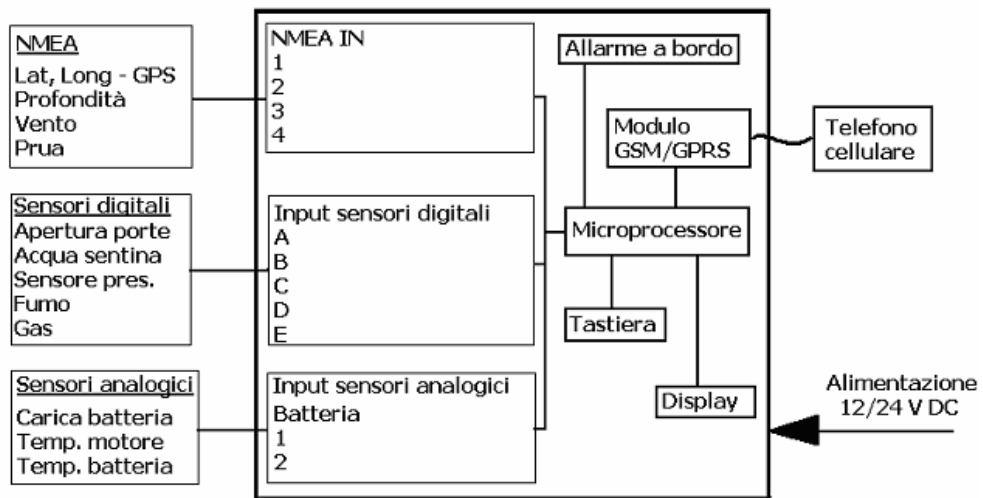 NMEA
Lat, Long - GPS
Profondità
Vento
Prua
Sensori digitali
Apertura porte
Acqua sentina
Sensore pres.
Fumo
Gas
Sensori analogici
Carica batteria
Temp. motore
Temp. batteria
NMEA IN
1
2
3
4
Input sensori digitali
A
B
C
D
E
Input sensori analogici
Batteria
1
2
Allarme a bordo
Modulo
GSM/GPRS
Microprocessore
Tastiera
Display
Telefono
cellulare
Alimentazione
12/24 V DC